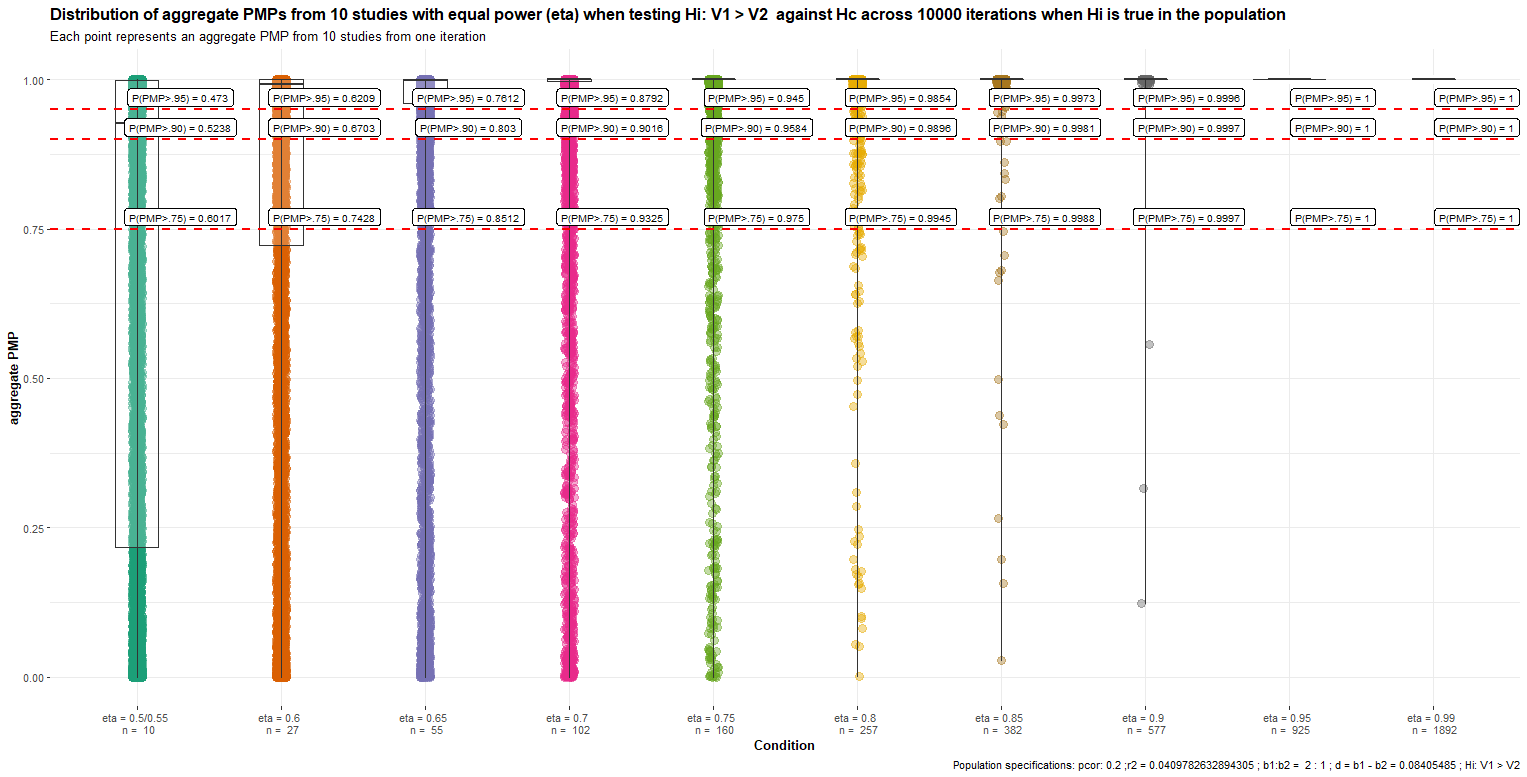 Distribution of aggregate PMPs from 10 studies with equal power (eta) when testing Hi: V1 > V2  against Hc across 10000 iterations when Hi is true in the population
Each point represents an aggregate PMP from 10 studies from one iteration
aggregate PMP
1.00
0.75
0.50
0.25
0.00
P(PMP>.95) = 0.473
P(PMP>.95) = 0.6209
P(PMP>.95) = 0.7612
P(PMP>.95) = 0.8792
P(PMP>.95) = 0.945
P(PMP>.95) = 0.9854
P(PMP>.95) = 0.9973
P(PMP>.95) = 0.9996
P(PMP>.95) = 1
P(PMP>.95) = 1
P(PMP>.90) = 0.5238
P(PMP>.90) = 0.6703
P(PMP>.90) = 0.803
P(PMP>.90) = 0.9016
P(PMP>.90) = 0.9584
P(PMP>.90) = 0.9896
P(PMP>.90) = 0.9981
P(PMP>.90) = 0.9997
P(PMP>.90) = 1
P(PMP>.90) = 1
P(PMP>.75) = 0.6017
P(PMP>.75) = 0.7428
P(PMP>.75) = 0.8512
P(PMP>.75) = 0.9325
P(PMP>.75) = 0.975
P(PMP>.75) = 0.9945
P(PMP>.75) = 0.9988
P(PMP>.75) = 0.9997
P(PMP>.75) = 1
P(PMP>.75) = 1
eta = 0.5/0.55
n =  10
eta = 0.6
n =  27
eta = 0.65
n =  55
eta = 0.7
n =  102
eta = 0.75
n =  160
eta = 0.8
n =  257
eta = 0.85
n =  382
eta = 0.9
n =  577
eta = 0.95
n =  925
eta = 0.99
n =  1892
Condition
Population specifications: pcor: 0.2 ;r2 = 0.0409782632894305 ; b1:b2 =  2 : 1 ; d = b1 - b2 = 0.08405485 ; Hi: V1 > V2